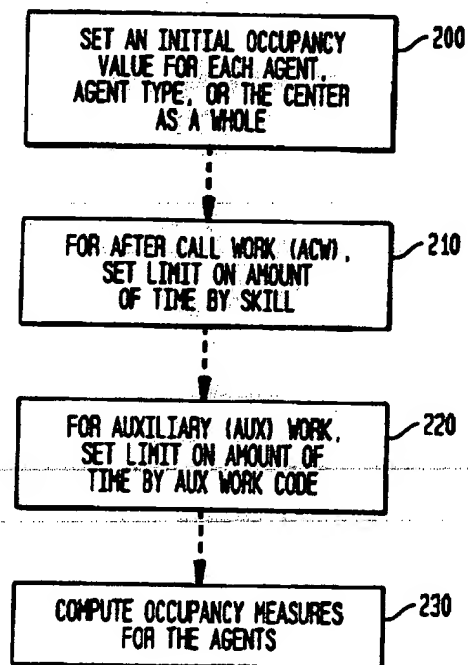 SET AN INITIAL OCCUPANCY
VALUE FOR EACH AGENT,
AGENT TYPE, OR THE CENTER
AS A WHOLE
200
FOR AFTER CALL WORK (ACW),
SET LIMIT ON AMOUNT
OF TIME BY SKILL
210
FOR AUXILIARY (AUX) WORK,
SET LIMIT ON AMOUNT OF
TIME BY AUX WORK CODE
220
COMPUTE OCCUPANCY MEASURES
FOR THE AGENTS
230